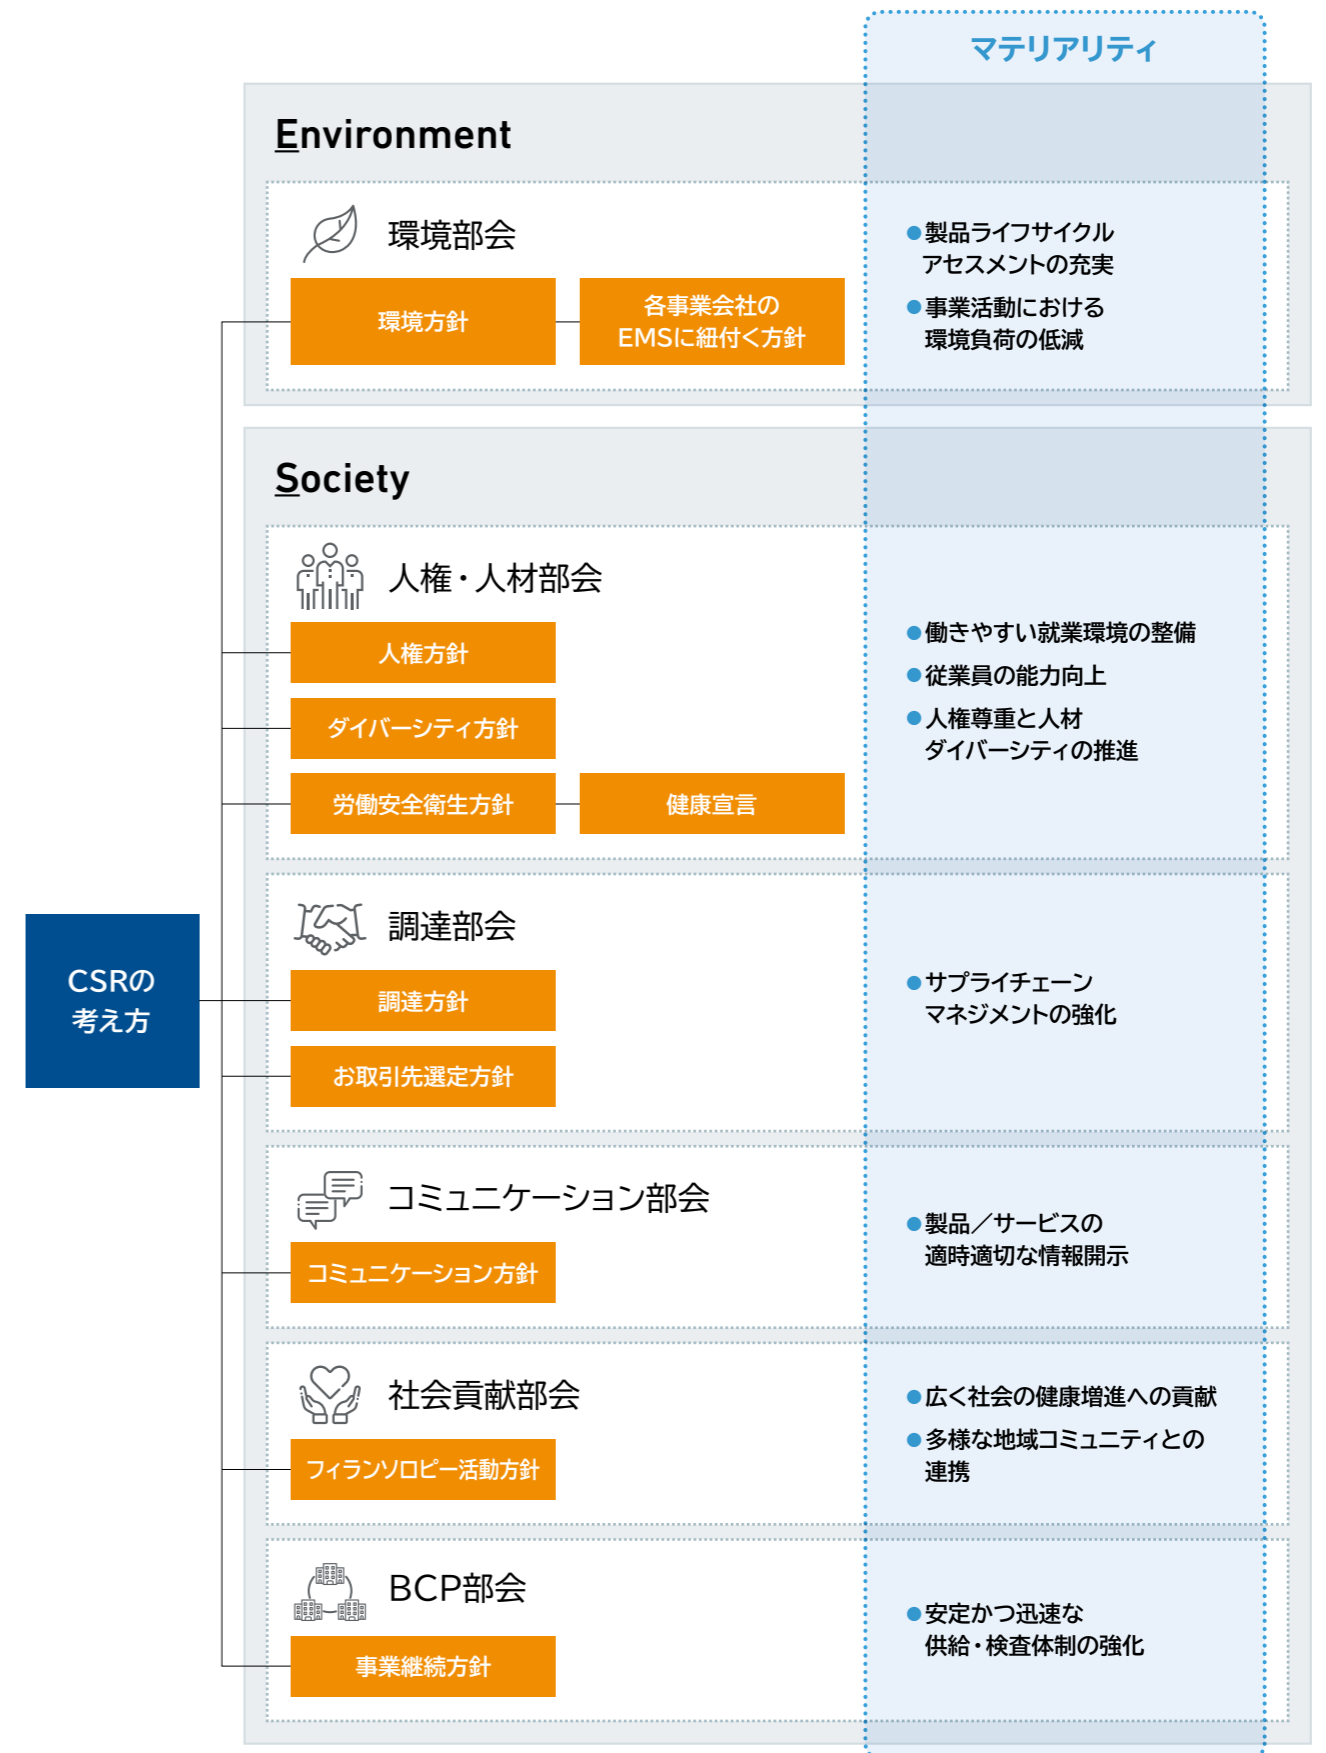 マテリアリティ
Environment
環境部会
環境方針
各事業会社の
EMSに紐付く方針
●製品ライフサイクル
アセスメントの充実
●事業活動における
環境負荷の低減
Society
人権・人材部会
人権方針
ダイバーシティ方針
労働安全衛生方針
健康宣言
●働きやすい就業環境の整備
●従業員の能力向上
●人権尊重と人材
ダイバーシティの推進
CSRの
考え方
調達部会
調達方針
お取引先選定方針
●サプライチェーン
マネジメントの強化
コミュニケーション部会
コミュニケーション方針
●製品／サービスの
適時適切な情報開示
社会貢献部会
フィランソロピー活動方針
●広く社会の健康増進への貢献
●多様な地域コミュニティとの
連携
BCP部会
事業継続方針
●安定かつ迅速な
供給・検査体制の強化